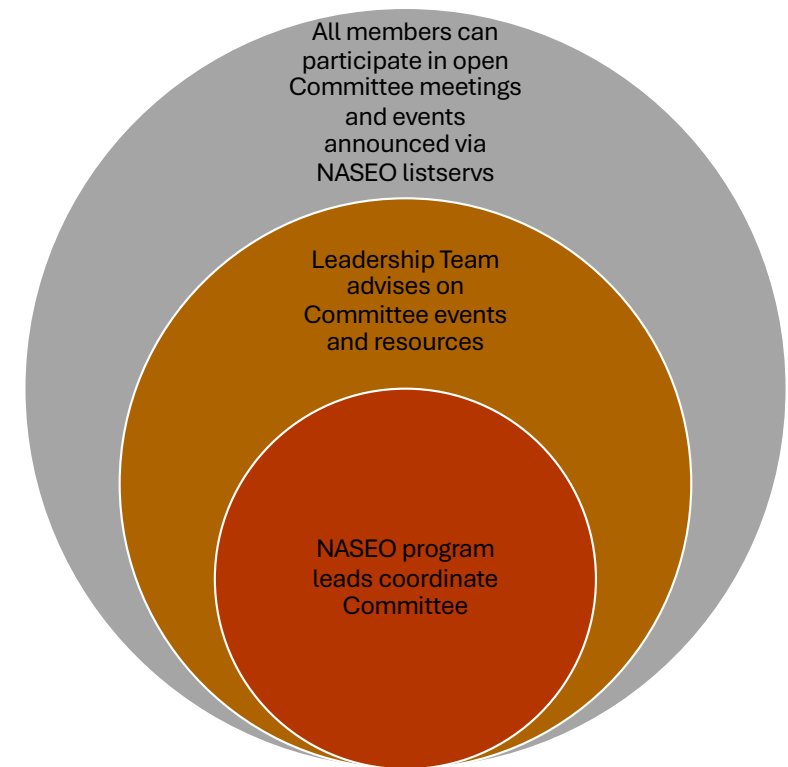 All members can
participate in open
Committee meetings
and events
announced via
NASEO listservs
Leadership Team
advises on
Committee events
and resources
NASEO program
leads coordinate
Committee